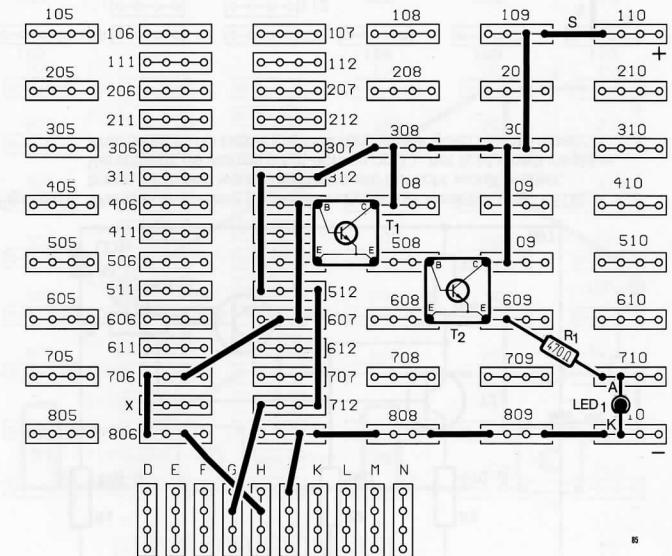 105 108 109 S 110
106 107
+
111 112
205 206 207 208 20 210
211 212
305 306 307 308 30 310
311 312
405 406 08 09 410
B C T1
411
E E
505 506 508 09 510
B C
511 512
605 606 607 608 609 610
E E
T2
611 612
R1
470Ω
705 706 707 708 709 710
A
X 712
LED 1
K
805 806 808 809 10
−
D E F G H K L M N
85